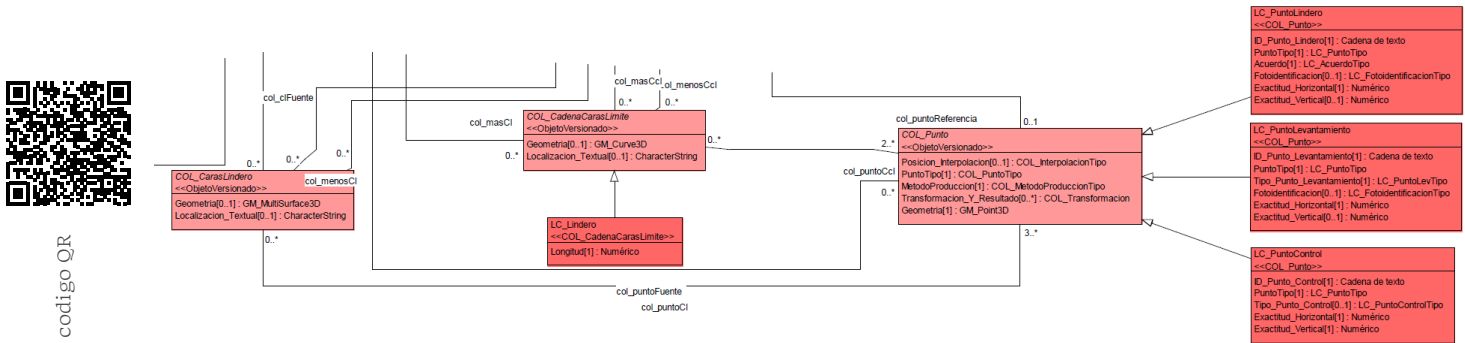 codigo QR
col_clFuente
0..*
0..*
0..*
COL_CarasLindero
<<ObjetoVersionado>>
Geometria[0..1] : GM_MultiSurface3D
Localizacion_Textual[0..1] : CharacterString
col_menosCl
0..*
col_masCcl
col_menosCcl
0..*
0..*
col_masCl
0..*
COL_CadenaCarasLimite
<<ObjetoVersionado>>
Geometria[0..1] : GM_Curve3D
Localizacion_Textual[0..1] : CharacterString
0..*
LC_Lindero
<<COL_CadenaCarasLimite>>
Longitud[1] : Numérico
col_puntoReferencia
0..1
2..*
col_puntoCcl
0..*
COL_Punto
<<ObjetoVersionado>>
Posicion_Interpolacion[0..1] : COL_InterpolacionTipo
PuntoTipo[1] : COL_PuntoTipo
MetodoProduccion[1] : COL_MetodoProduccionTipo
Transformacion_Y_Resultado[0..*] : COL_Transformacion
Geometria[1] : GM_Point3D
3..*
col_puntoFuente
col_puntoCl
LC_PuntoLindero
<<COL_Punto>>
ID_Punto_Lindero[1] : Cadena de texto
PuntoTipo[1] : LC_PuntoTipo
Acuerdo[1] : LC_AcuerdoTipo
Fotoidentificacion[0..1] : LC_FotoidentificacionTipo
Exactitud_Horizontal[1] : Numérico
Exactitud_Vertical[0..1] : Numérico
LC_PuntoLevantamiento
<<COL_Punto>>
ID_Punto_Levantamiento[1] : Cadena de texto
PuntoTipo[1] : LC_PuntoTipo
Tipo_Punto_Levantamiento[0..1] : LC_PuntoLevTipo
Fotoidentificacion[0..1] : LC_FotoidentificacionTipo
Exactitud_Horizontal[1] : Numérico
Exactitud_Vertical[0..1] : Numérico
LC_PuntoControl
<<COL_Punto>>
ID_Punto_Control[1] : Cadena de texto
PuntoTipo[1] : LC_PuntoTipo
Tipo_Punto_Control[0..1] : LC_PuntoControlTipo
Exactitud_Horizontal[1] : Numérico
Exactitud_Vertical[1] : Numérico